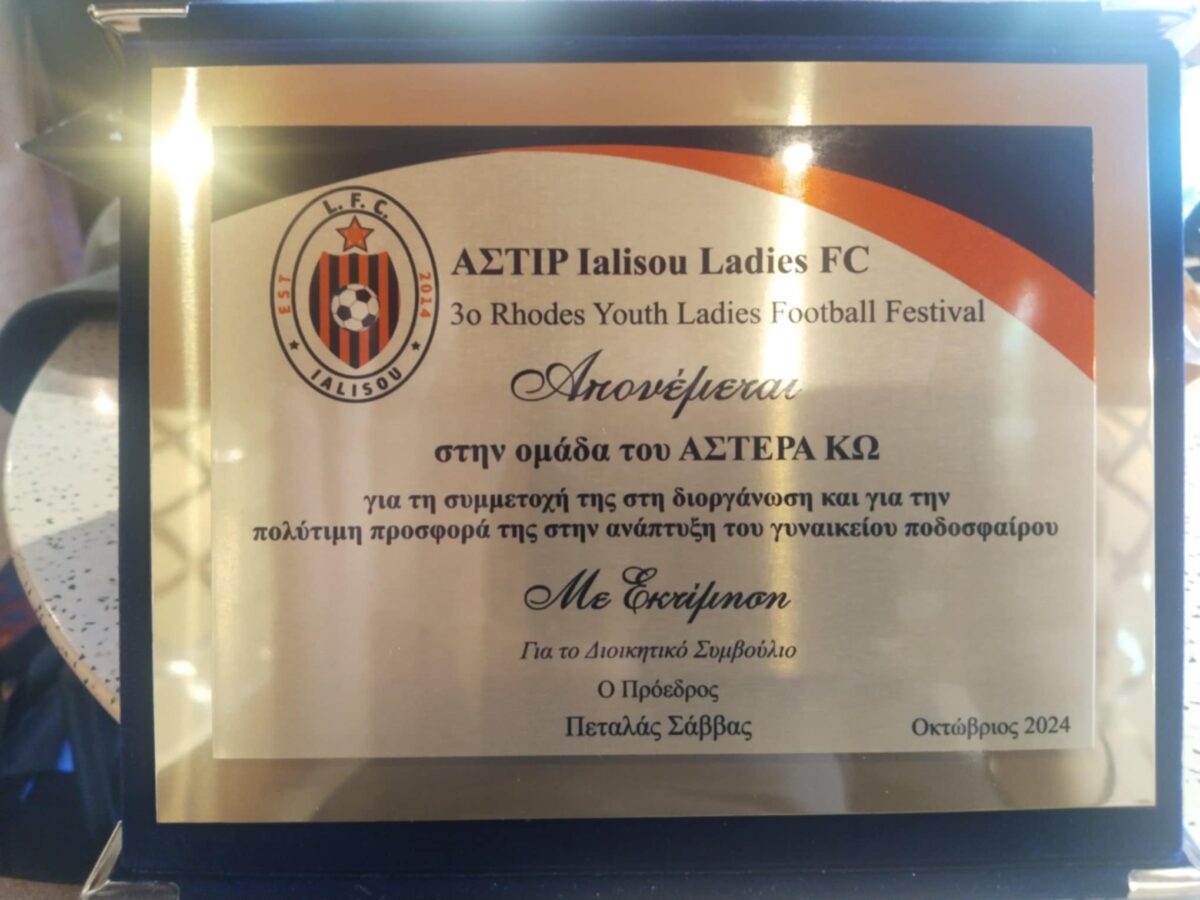 L. F. C.
EST 2014
IALISOU
ΑΣΤΙΡ Ialisou Ladies FC
3ο Rhodes Youth Ladies Football Festival
Απονέμεται
στην ομάδα του ΑΣΤΕΡΑ ΚΩ
για τη συμμετοχή της στη διοργάνωση και για την
πολύτιμη προσφορά της στην ανάπτυξη του γυναικείου ποδοσφαίρου
Με Εκτίμηση
Για το Διοικητικό Συμβούλιο
Ο Πρόεδρος
Πεταλάς Σάββας
Οκτώβριος 2024